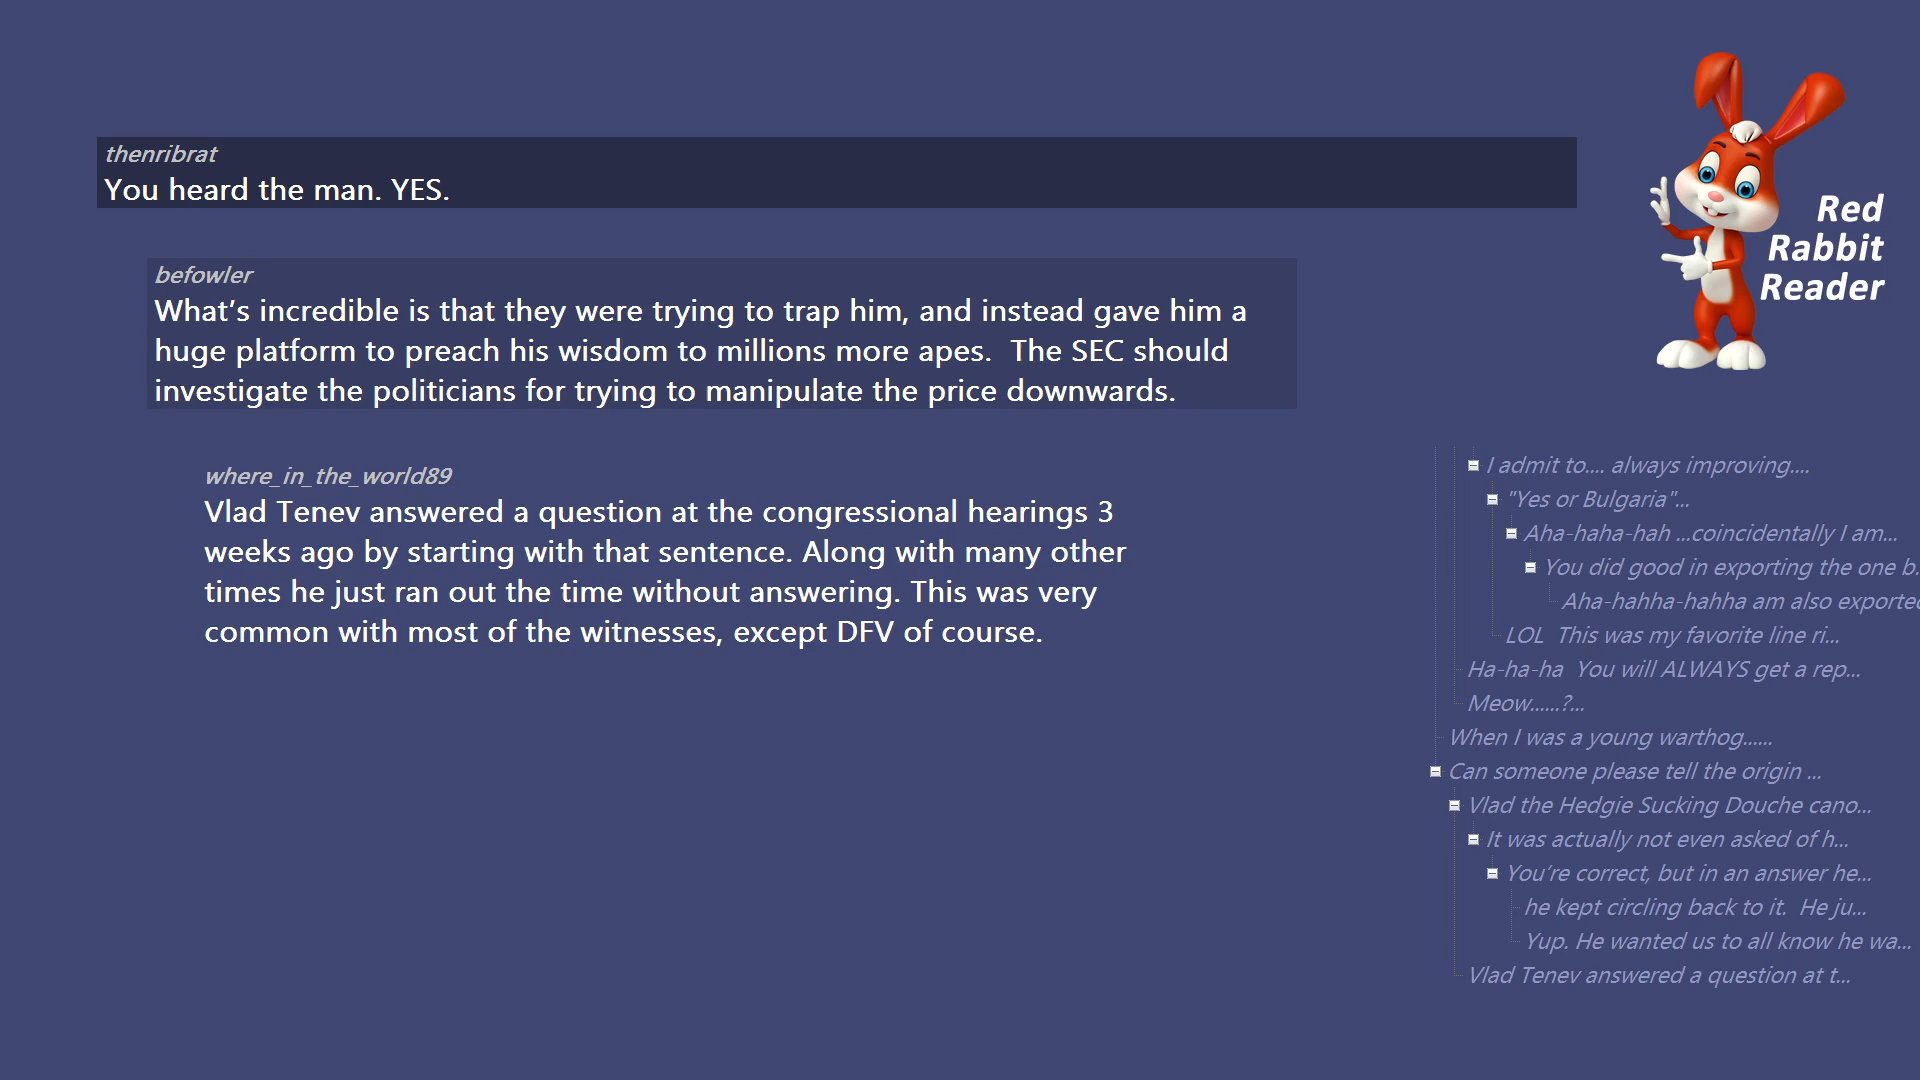 thenribrat
You heard the man. YES.
befowler
What's incredible is that they were trying to trap him, and instead gave him a
huge platform to preach his wisdom to millions more apes.  The SEC should
investigate the politicians for trying to manipulate the price downwards.
where_in_the_world89
Vlad Tenev answered a question at the congressional hearings 3
weeks ago by starting with that sentence. Along with many other
times he just ran out the time without answering. This was very
common with most of the witnesses, except DFV of course.
Red
Rabbit
Reader
I admit to.... always improving....
"Yes or Bulgaria"...
Aha-haha-hah ...coincidentally I am...
You did good in exporting the one b.
Aha-hahha-hahha am also exported
LOL  This was my favorite line ri...
Ha-ha-ha  You will ALWAYS get a rep...
Meow......?...
When I was a young warthog......
Can someone please tell the origin ...
Vlad the Hedgie Sucking Douche cano...
It was actually not even asked of h...
You're correct, but in an answer he...
he kept circling back to it.  He ju...
Yup. He wanted us to all know he wa...
Vlad Tenev answered a question at t...